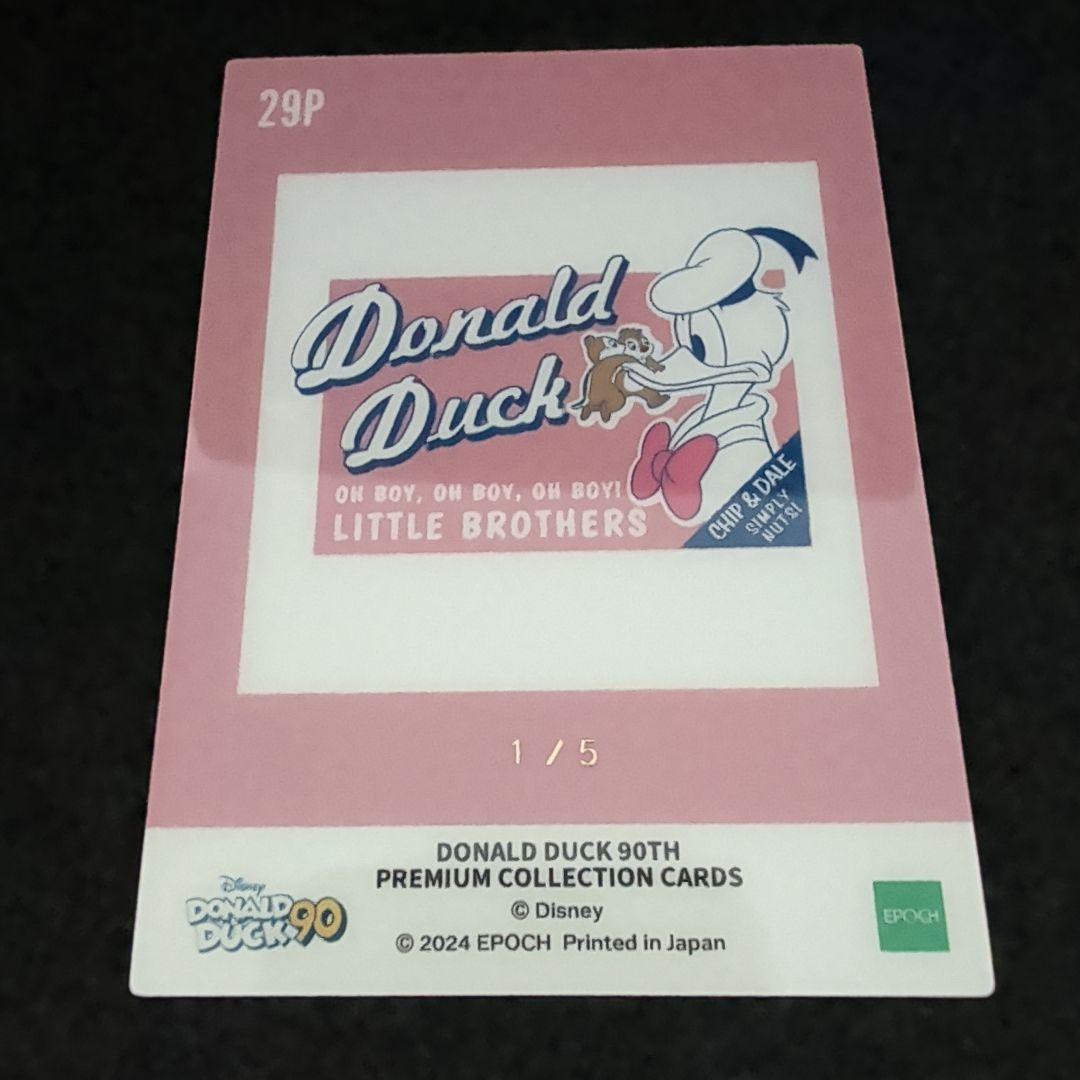 29P
Donald
Duck
OH BOY, OH BOY, OH BOY!
LITTLE BROTHERS
CHIP & DALE
SIMPLY
NUTS!
1 / 5
DONALD DUCK 90TH
PREMIUM COLLECTION CARDS
© Disney
© 2024 EPOCH Printed in Japan
Disney
DONALD
DUCK 90
EPOCH